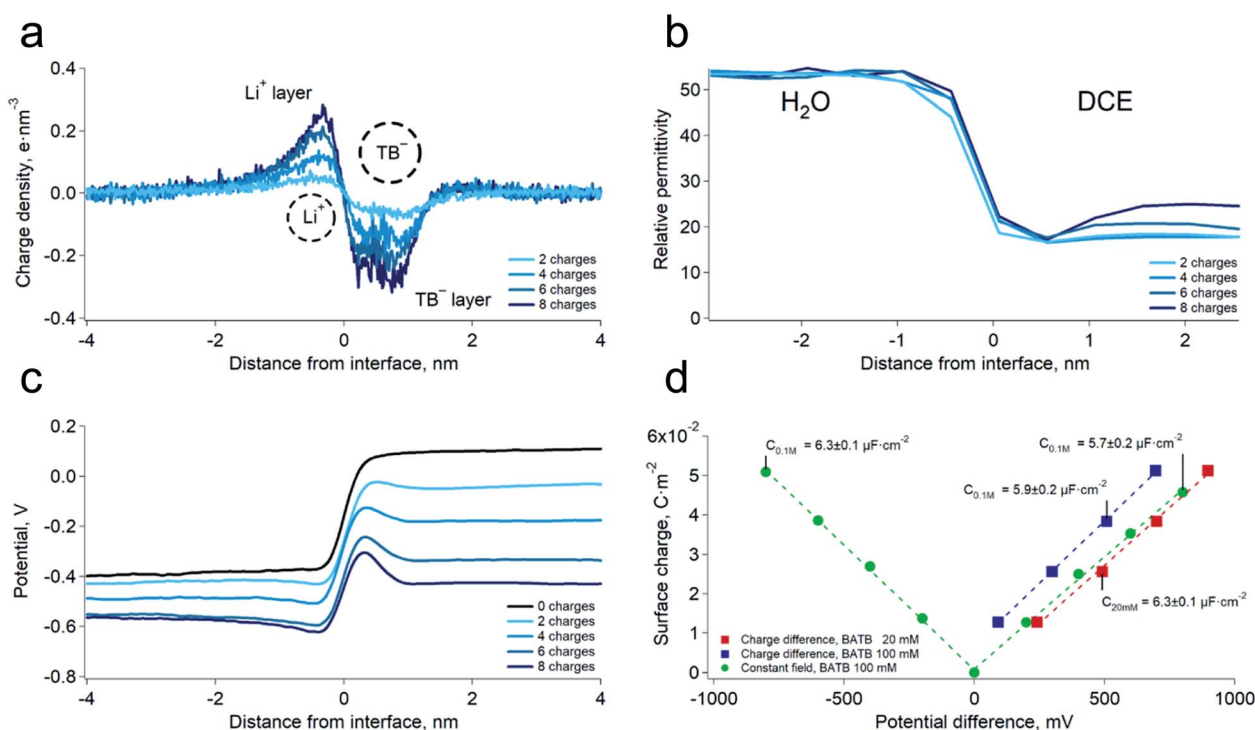 a
Charge density, e·nm⁻³
0.4
0.2
0.0
-0.2
-0.4
Li⁺ layer
TB⁻
Li⁺
TB⁻ layer
2 charges
4 charges
6 charges
8 charges
-4
-2
0
2
4
Distance from interface, nm
b
Relative permittivity
50
40
30
20
10
0
H₂O
DCE
2 charges
4 charges
6 charges
8 charges
-2
-1
0
1
2
Distance from interface, nm
c
Potential, V
0.2
0.0
-0.2
-0.4
-0.6
-0.8
0 charges
2 charges
4 charges
6 charges
8 charges
-4
-2
0
2
4
Distance from interface, nm
d
Surface charge, C·m⁻²
6x10⁻²
5
4
3
2
1
0
C₀.₁M = 6.3±0.1 µF·cm⁻²
C₀.₁M = 5.7±0.2 µF·cm⁻²
C₀.₁M = 5.9±0.2 µF·cm⁻²
C₂₀mM = 6.3±0.1 µF·cm⁻²
Charge difference, BATB 20 mM
Charge difference, BATB 100 mM
Constant field, BATB 100 mM
-1000
-500
0
500
1000
Potential difference, mV